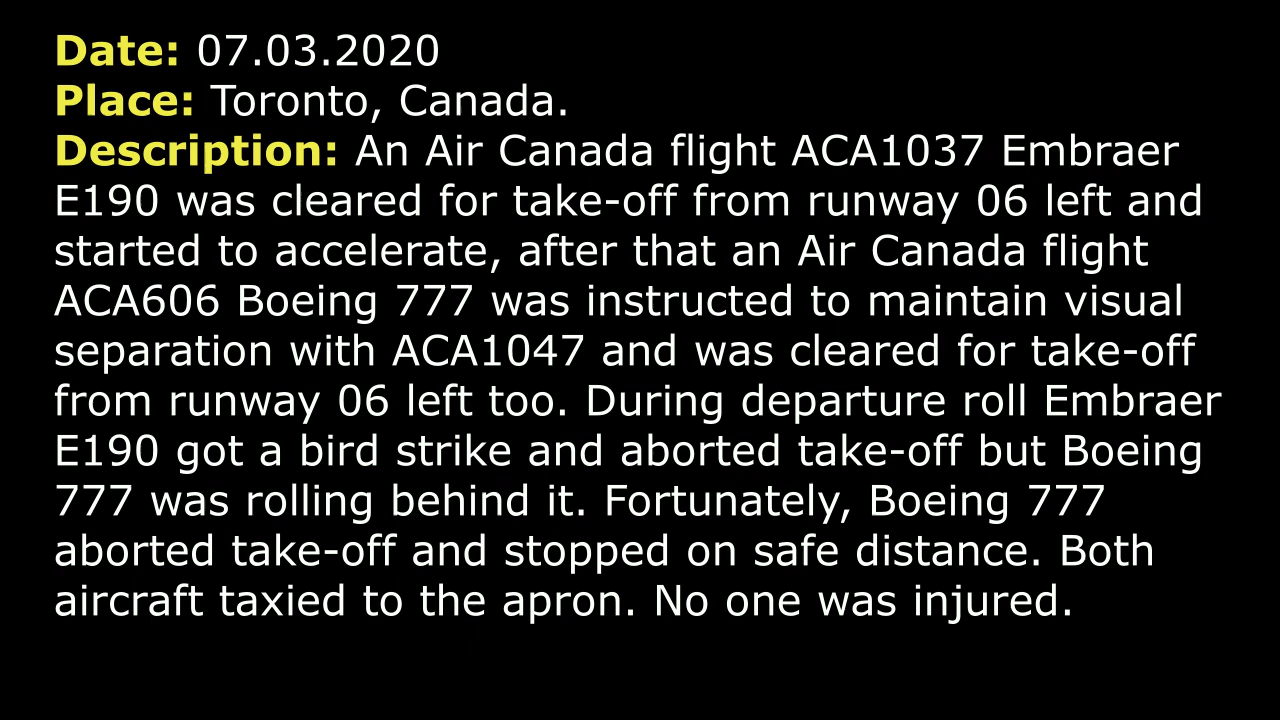 Date: 07.03.2020
Place: Toronto, Canada.
Description: An Air Canada flight ACA1037 Embraer
E190 was cleared for take-off from runway 06 left and
started to accelerate, after that an Air Canada flight
ACA606 Boeing 777 was instructed to maintain visual
separation with ACA1047 and was cleared for take-off
from runway 06 left too. During departure roll Embraer
E190 got a bird strike and aborted take-off but Boeing
777 was rolling behind it. Fortunately, Boeing 777
aborted take-off and stopped on safe distance. Both
aircraft taxied to the apron. No one was injured.